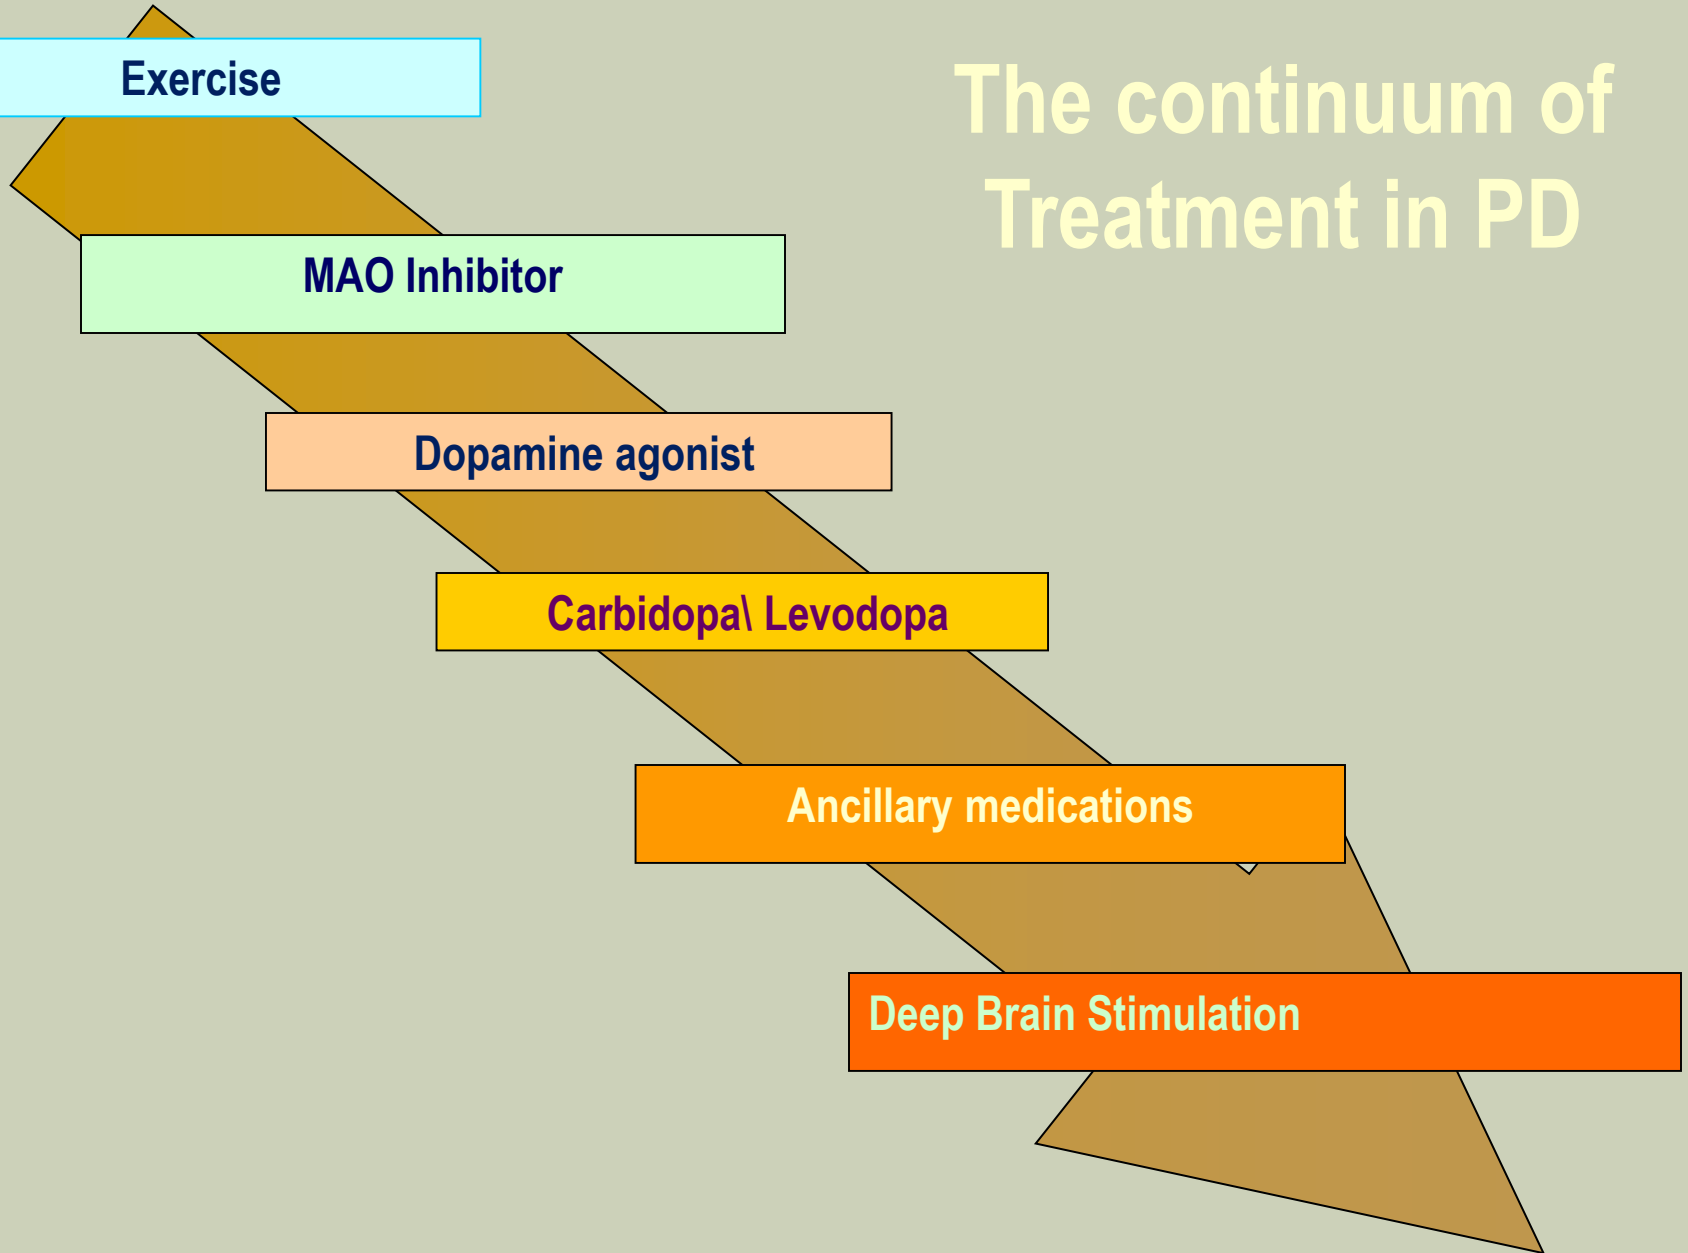 The continuum of
Treatment in PD
Exercise
MAO Inhibitor
Dopamine agonist
Carbidopa\ Levodopa
Ancillary medications
Deep Brain Stimulation